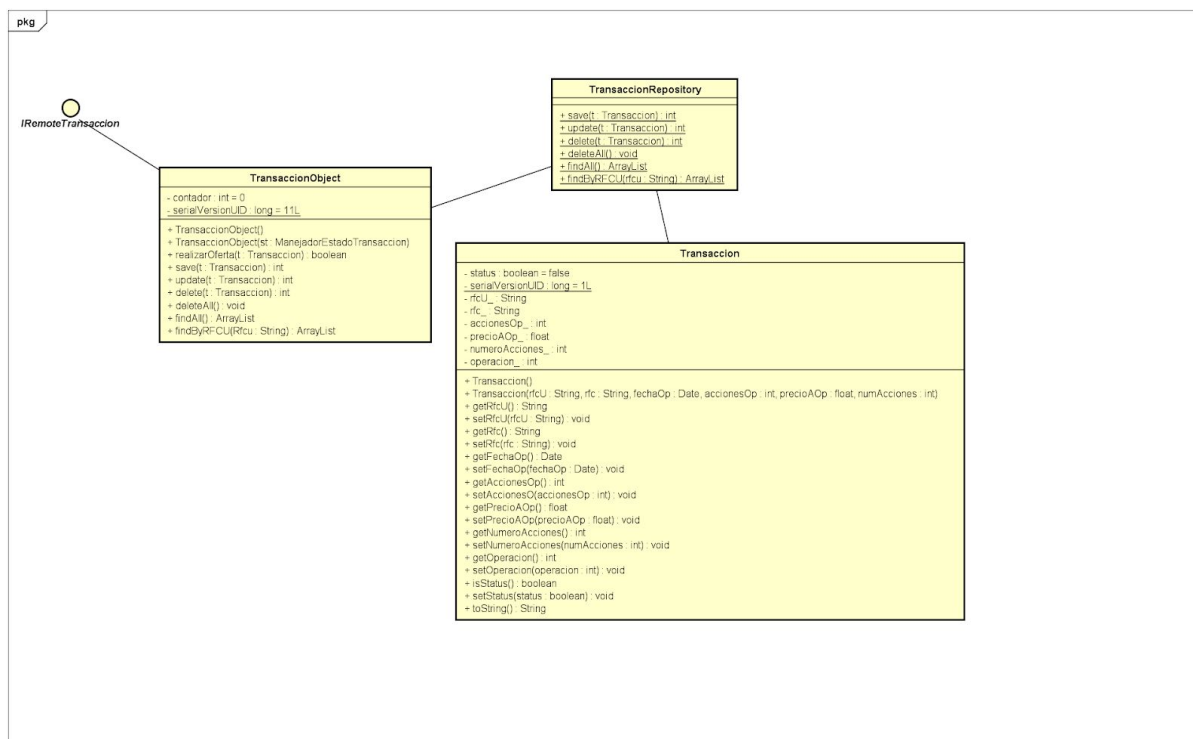 pkg
IRemoteTransaccion
TransaccionObject
- contador : int = 0
- serialVersionUID : long = 11L
+ TransaccionObject()
+ TransaccionObject(st : ManejadorEstadoTransaccion)
+ realizarOferta(t : Transaccion) : boolean
+ save(t : Transaccion) : int
+ update(t : Transaccion) : int
+ delete(t : Transaccion) : int
+ deleteAll() : void
+ findAll() : ArrayList
+ findByRFCU(Rfcu : String) : ArrayList
TransaccionRepository
+ save(t : Transaccion) : int
+ update(t : Transaccion) : int
+ delete(t : Transaccion) : int
+ deleteAll() : void
+ findAll() : ArrayList
+ findByRFCU(rfcu : String) : ArrayList
Transaccion
- status : boolean = false
- serialVersionUID : long = 1L
- rfcU_ : String
- rfc_ : String
- accionesOp_ : int
- precioAOp_ : float
- numeroAcciones_ : int
- operacion_ : int
+ Transaccion()
+ Transaccion(rfcU : String, rfc : String, fechaOp : Date, accionesOp : int, precioAOp : float, numAcciones : int)
+ getRfcU() : String
+ setRfcU(rfcU : String) : void
+ getRfc() : String
+ setRfc(rfc : String) : void
+ getFechaOp() : Date
+ setFechaOp(fechaOp : Date) : void
+ getAccionesOp() : int
+ setAccionesO(accionesOp : int) : void
+ getPrecioAOp() : float
+ setPrecioAOp(precioAOp : float) : void
+ getNumeroAcciones() : int
+ setNumeroAcciones(numAcciones : int) : void
+ getOperacion() : int
+ setOperacion(operacion : int) : void
+ isStatus() : boolean
+ setStatus(status : boolean) : void
+ toString() : String